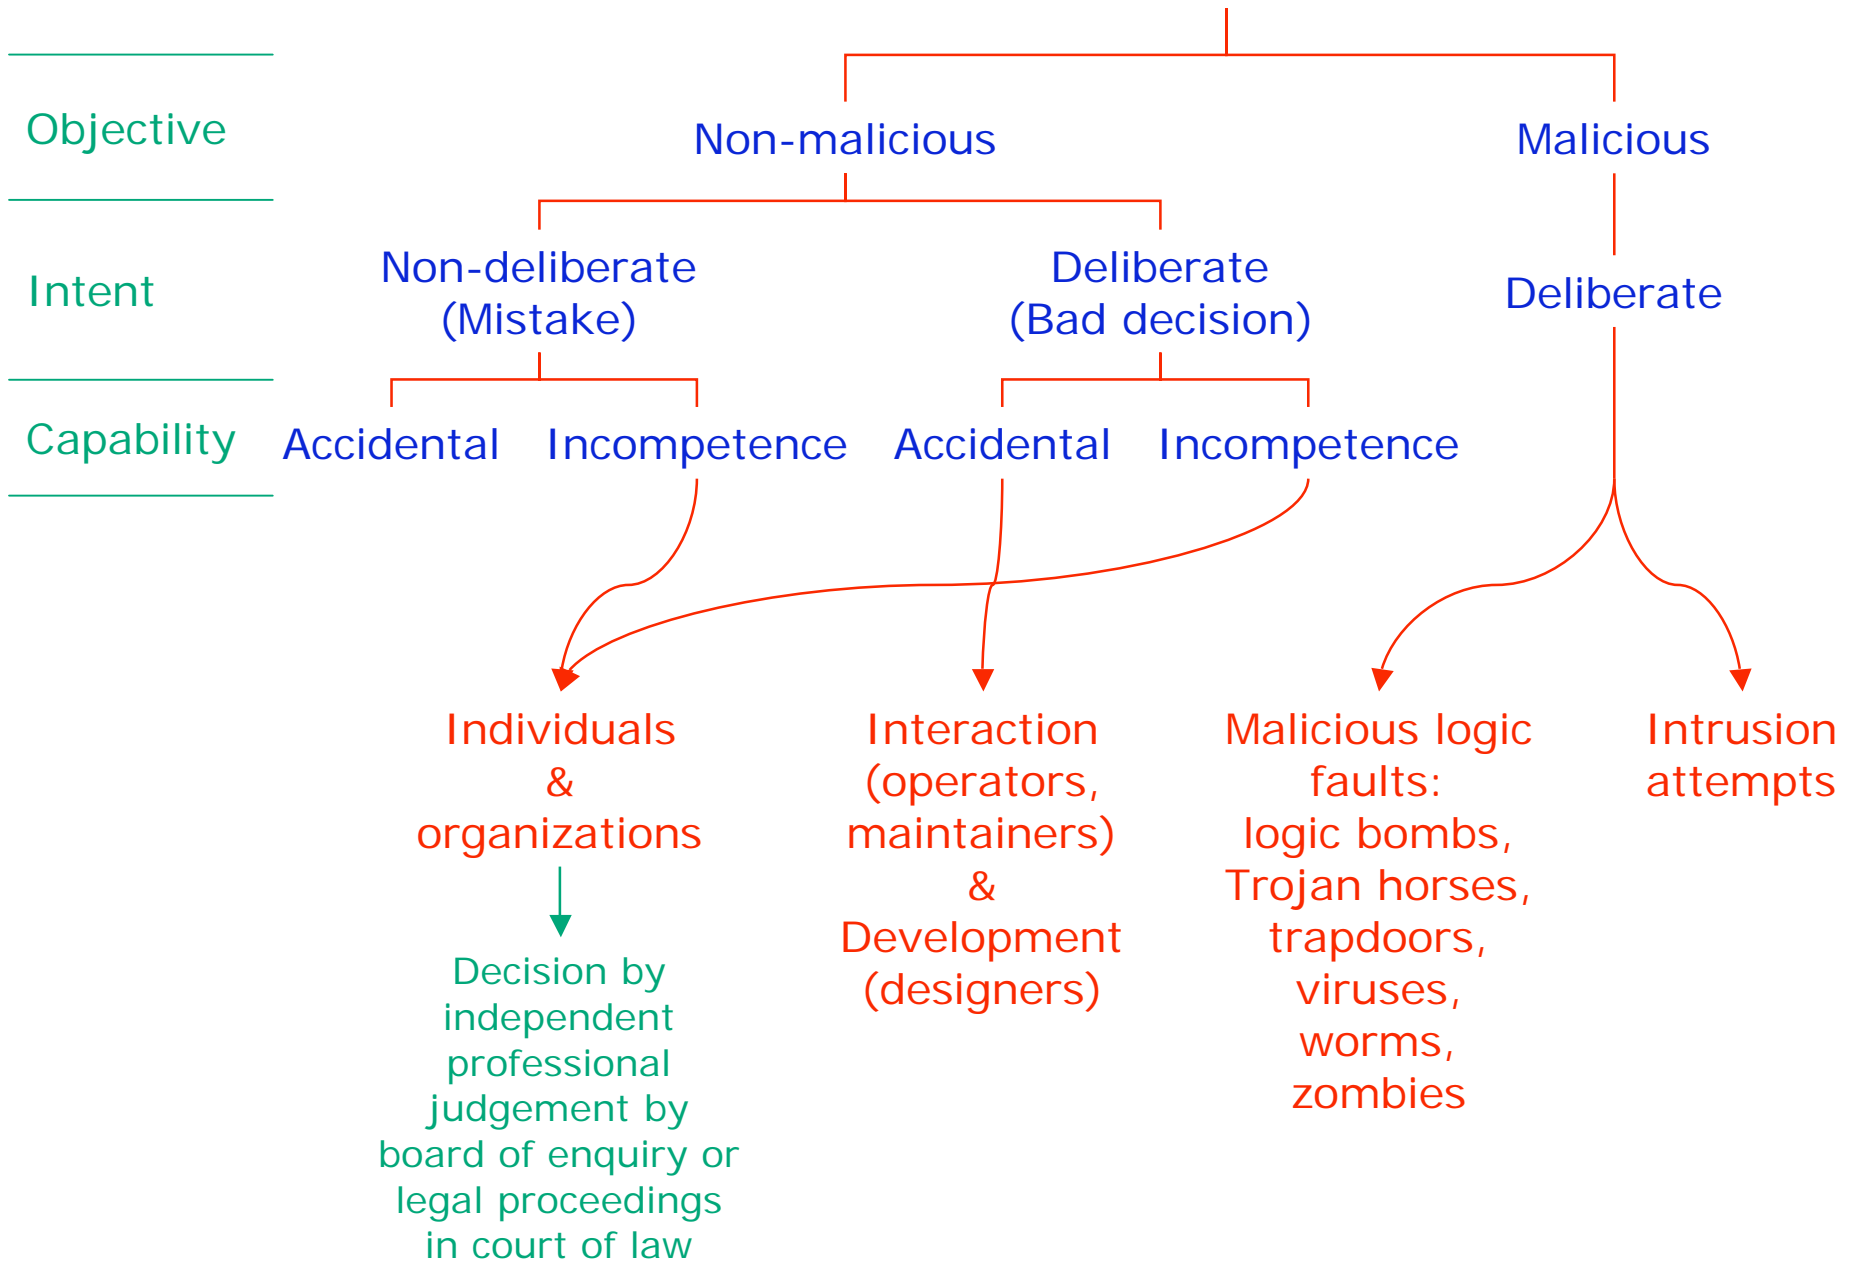 Objective
Non-malicious
Malicious
Intent
Non-deliberate
(Mistake)
Deliberate
(Bad decision)
Deliberate
Capability
Accidental
Incompetence
Accidental
Incompetence
Individuals
&
organizations
Decision by
independent
professional
judgement by
board of enquiry or
legal proceedings
in court of law
Interaction
(operators,
maintainers)
&
Development
(designers)
Malicious logic
faults:
logic bombs,
Trojan horses,
trapdoors,
viruses,
worms,
zombies
Intrusion
attempts